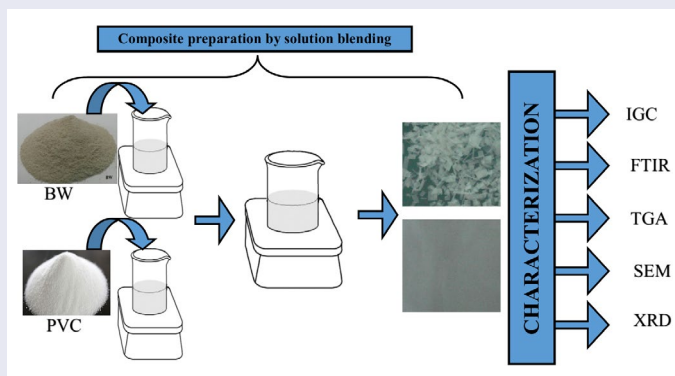 Composite preparation by solution blending
BW
PVC
CHARACTERIZATION
IGC
FTIR
TGA
SEM
XRD